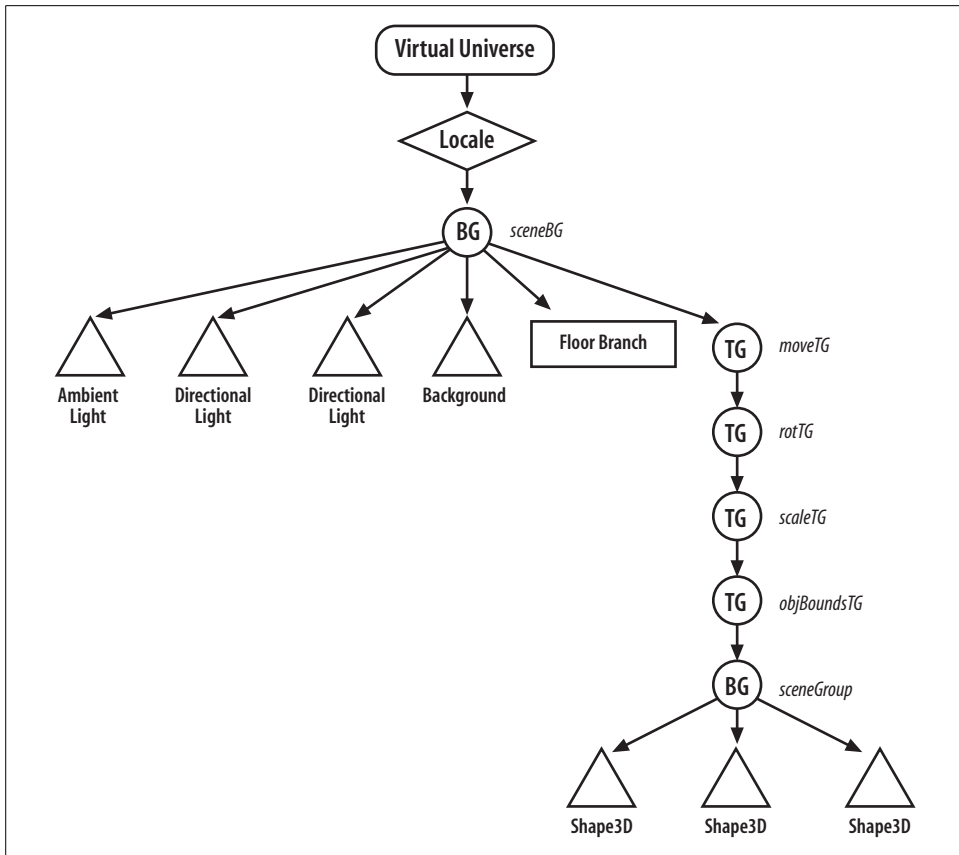 Virtual Universe
Locale
BG
sceneBG
Ambient
Light
Directional
Light
Directional
Light
Background
Floor Branch
TG
moveTG
TG
rotTG
TG
scaleTG
TG
objBoundsTG
BG
sceneGroup
Shape3D
Shape3D
Shape3D